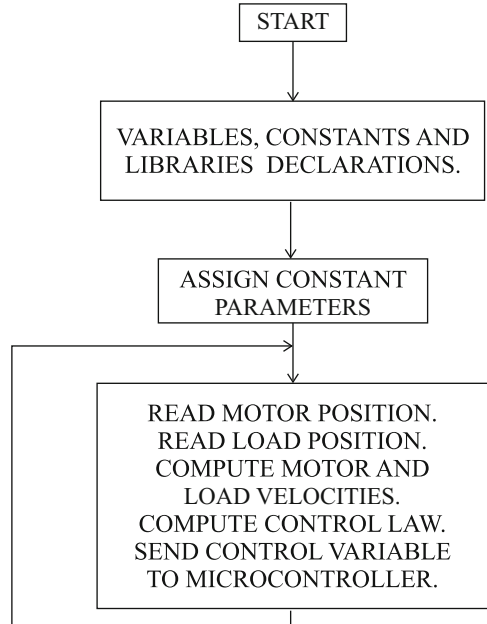 START
VARIABLES, CONSTANTS AND
LIBRARIES DECLARATIONS.
ASSIGN CONSTANT
PARAMETERS
READ MOTOR POSITION.
READ LOAD POSITION.
COMPUTE MOTOR AND
LOAD VELOCITIES.
COMPUTE CONTROL LAW.
SEND CONTROL VARIABLE
TO MICROCONTROLLER.